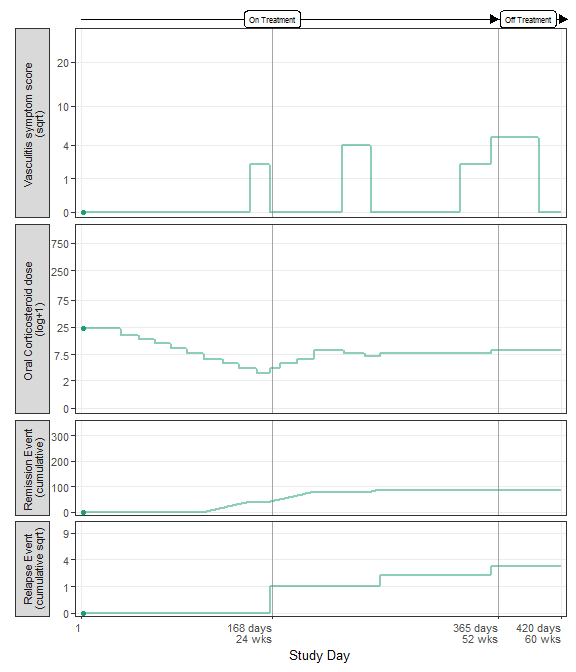 On Treatment
Off Treatment
Vasculitis symptom score
(sqrt)
20
10
4
1
0
Oral Corticosteroid dose
(log+1)
750
250
75
25
7.5
2
0
Remission Event
(cumulative)
300
200
100
0
Relapse Event
(cumulative sqrt)
9
4
1
0
1
168 days
24 wks
365 days
52 wks
420 days
60 wks
Study Day